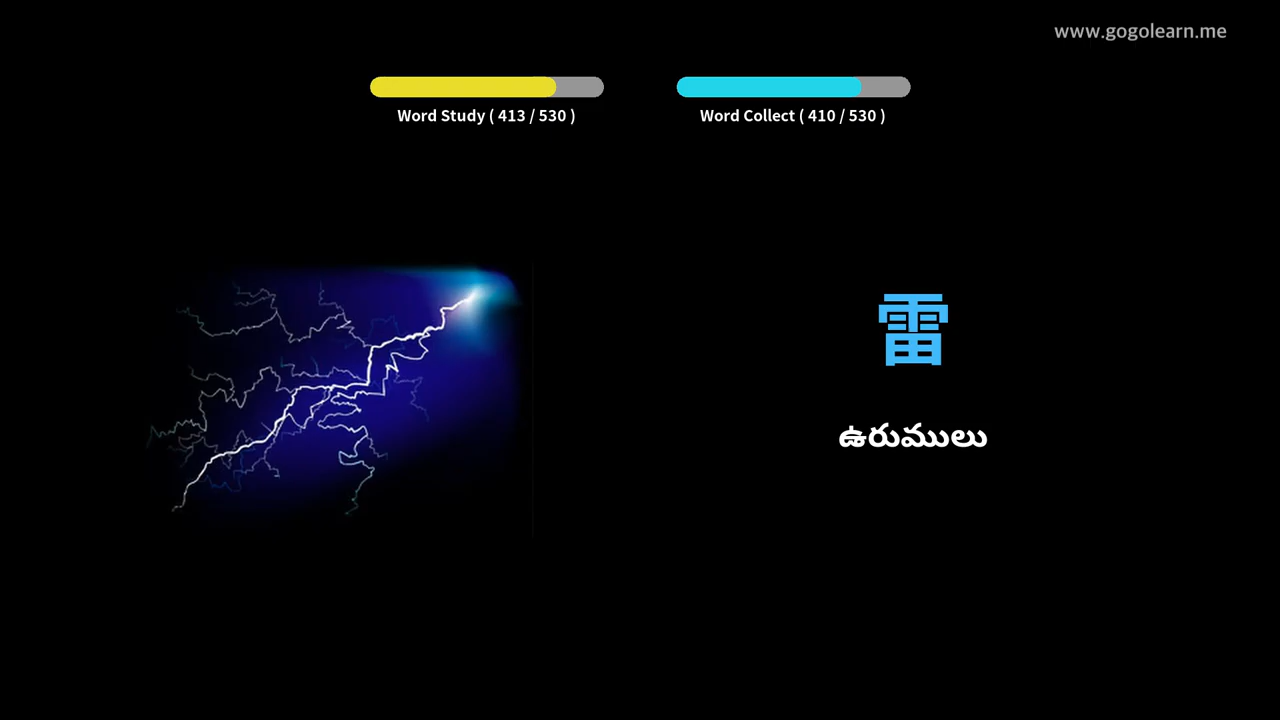 www.gogolearn.me
Word Study ( 413 / 530 )
Word Collect ( 410 / 530 )
雷
ఉరుములు